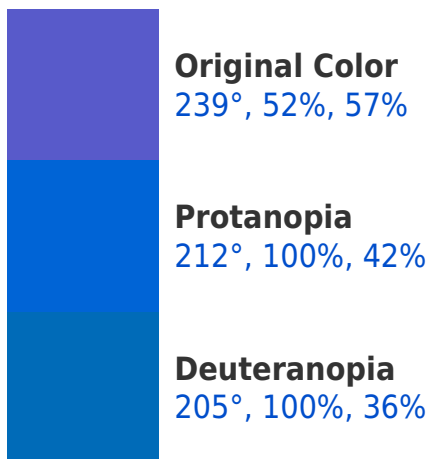 Original Color
239°, 52%, 57%
Protanopia
212°, 100%, 42%
Deuteranopia
205°, 100%, 36%